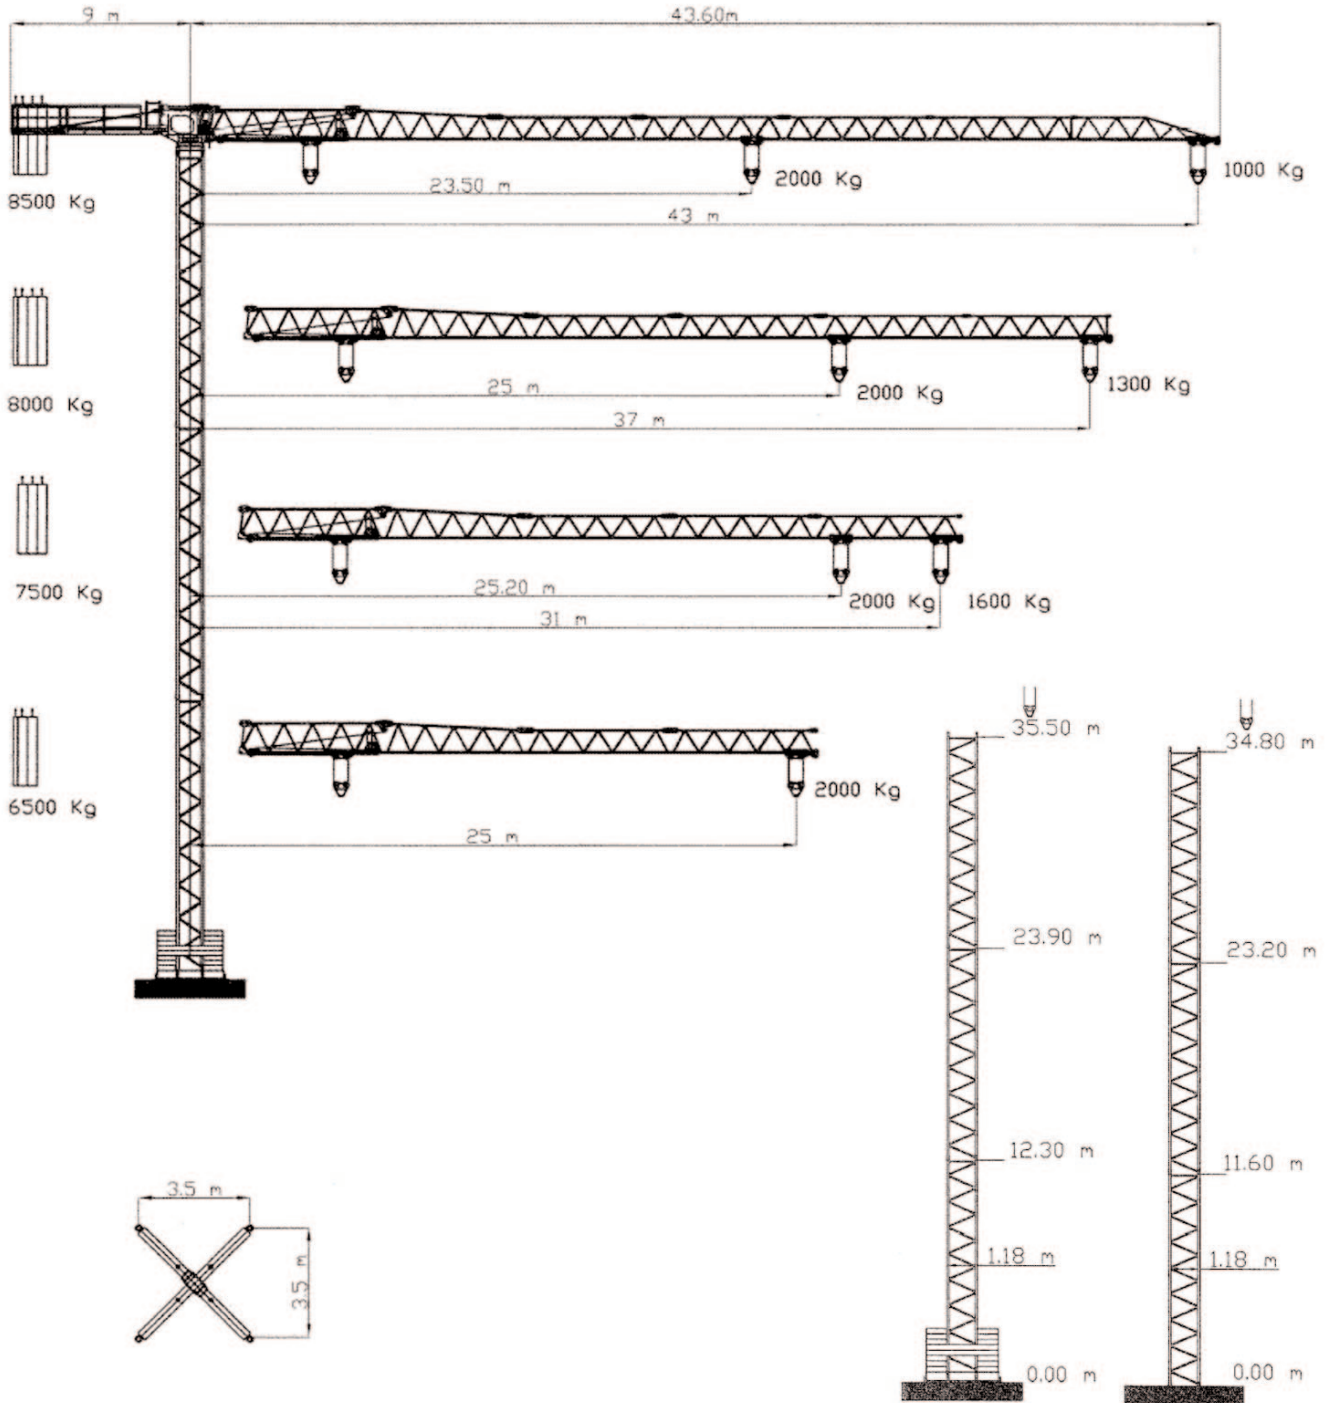 9 m
43.60m
8500 Kg
23.50 m
2000 Kg
1000 Kg
43 m
8000 Kg
25 m
2000 Kg
1300 Kg
37 m
7500 Kg
25.20 m
2000 Kg
1600 Kg
31 m
6500 Kg
2000 Kg
25 m
35.50 m
34.80 m
23.90 m
23.20 m
12.30 m
11.60 m
3.5 m
3.5 m
1.18 m
1.18 m
0.00 m
0.00 m